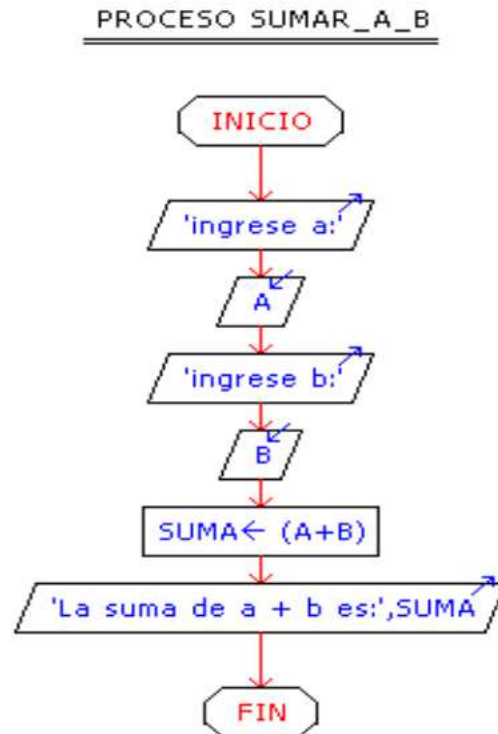 PROCESO SUMAR_A_B
INICIO
'ingrese a:'
A
'ingrese b:'
B
SUMA← (A+B)
'La suma de a + b es:',SUMA
FIN